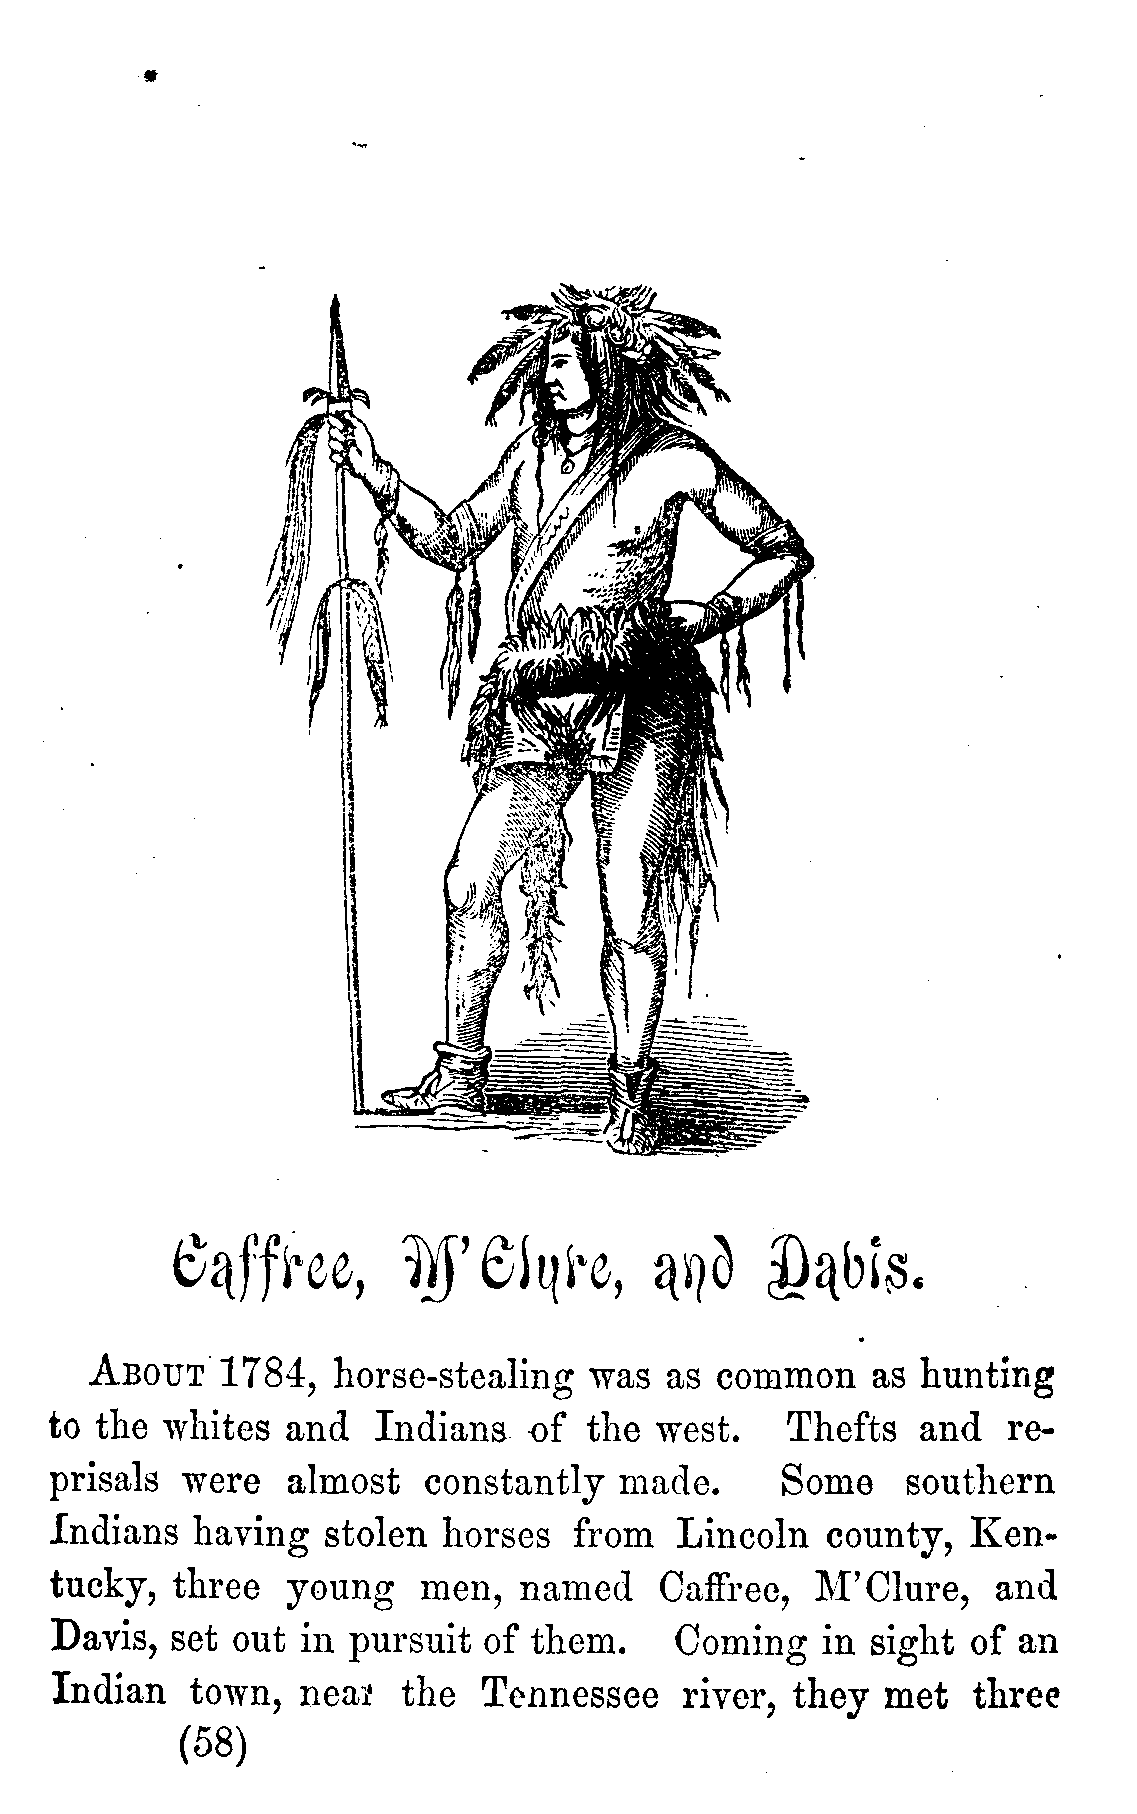 Caffree, M'Clure, and Davis.
ABOUT 1784, horse-stealing was as common as hunting
to the whites and Indians of the west. Thefts and re-
prisals were almost constantly made. Some southern
Indians having stolen horses from Lincoln county, Ken-
tucky, three young men, named Caffree, M'Clure, and
Davis, set out in pursuit of them. Coming in sight of an
Indian town, near the Tennessee river, they met three
(58)